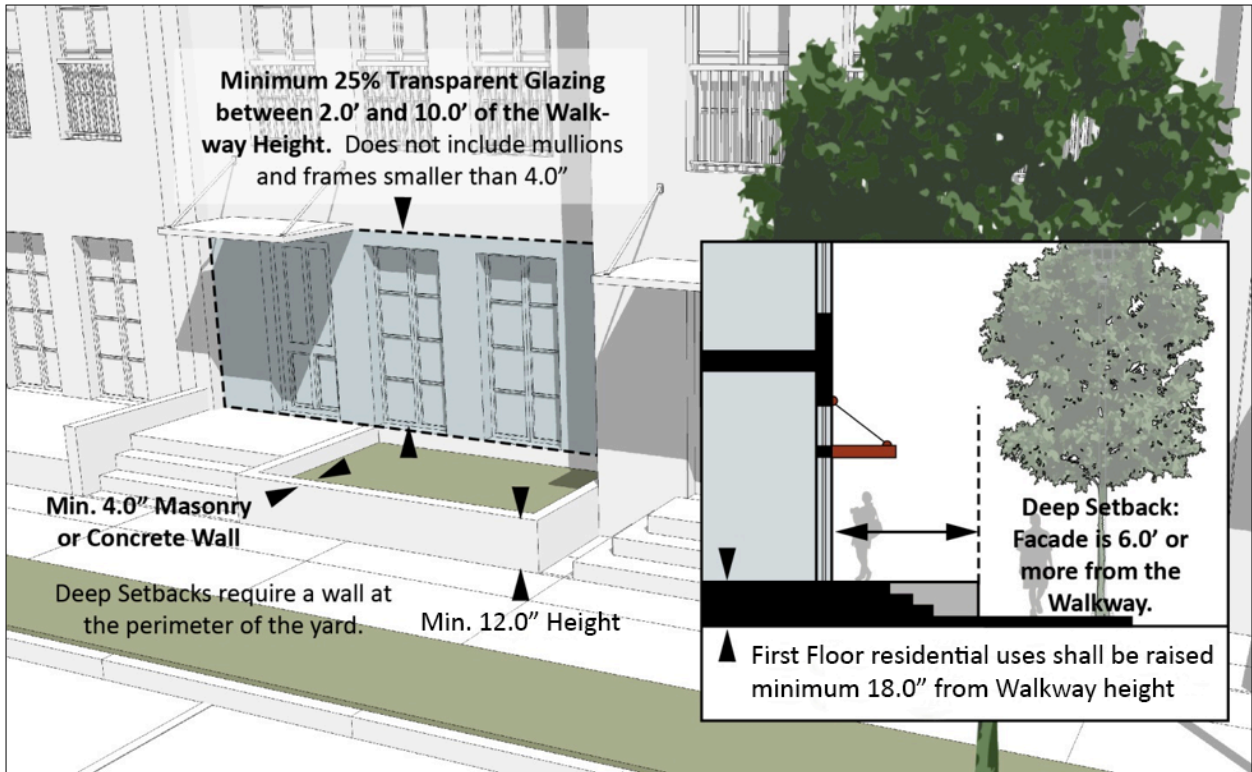 Minimum 25% Transparent Glazing
between 2.0’ and 10.0’ of the Walk-
way Height. Does not include mullions
and frames smaller than 4.0”
Min. 4.0” Masonry
or Concrete Wall
Deep Setbacks require a wall at
the perimeter of the yard.
Min. 12.0” Height
Deep Setback:
Facade is 6.0’ or
more from the
Walkway.
First Floor residential uses shall be raised
minimum 18.0” from Walkway height